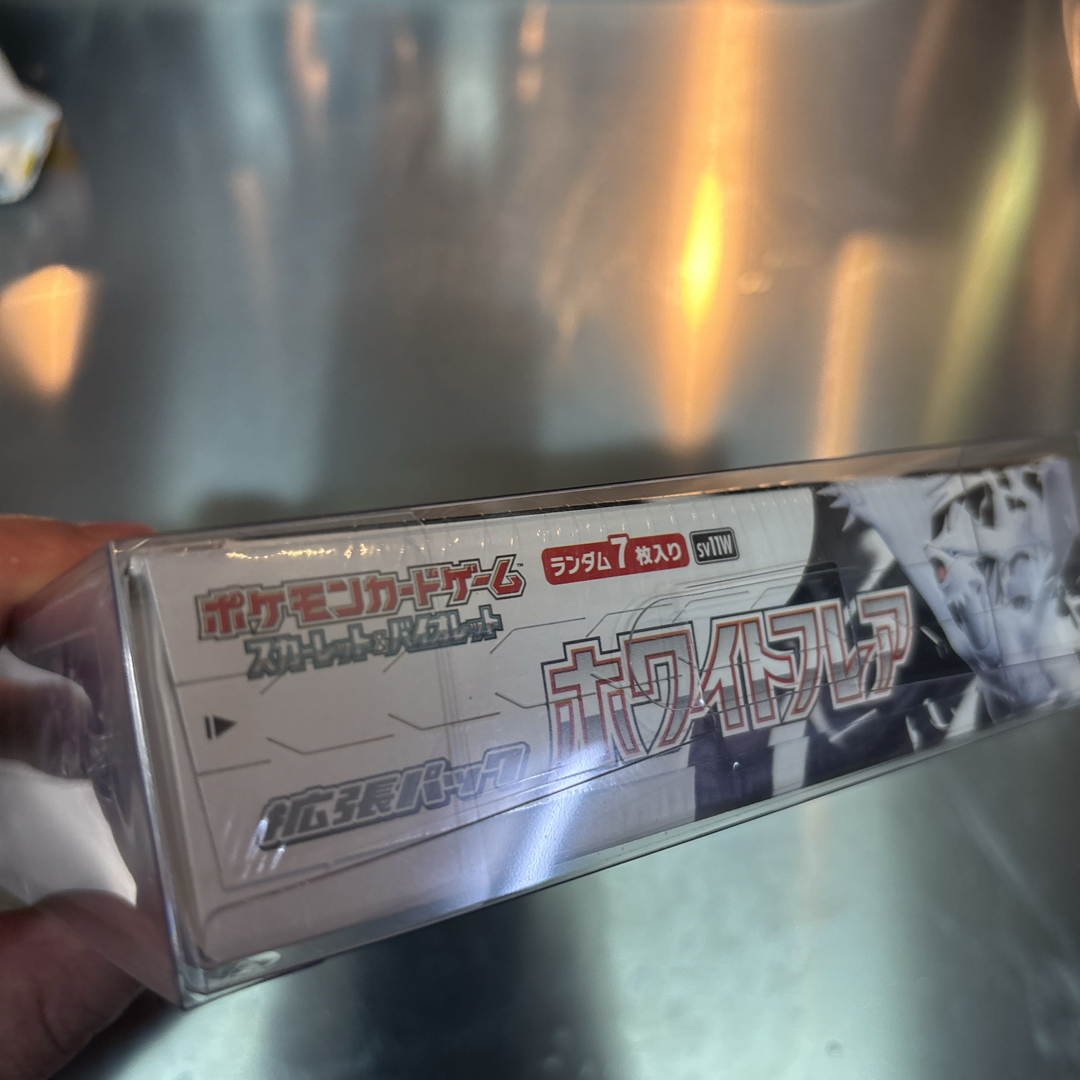 ポケモンカードゲーム
スカーレット&バイオレット
ランダム7枚入り
sv11W
ホワイトフレア
拡張パック